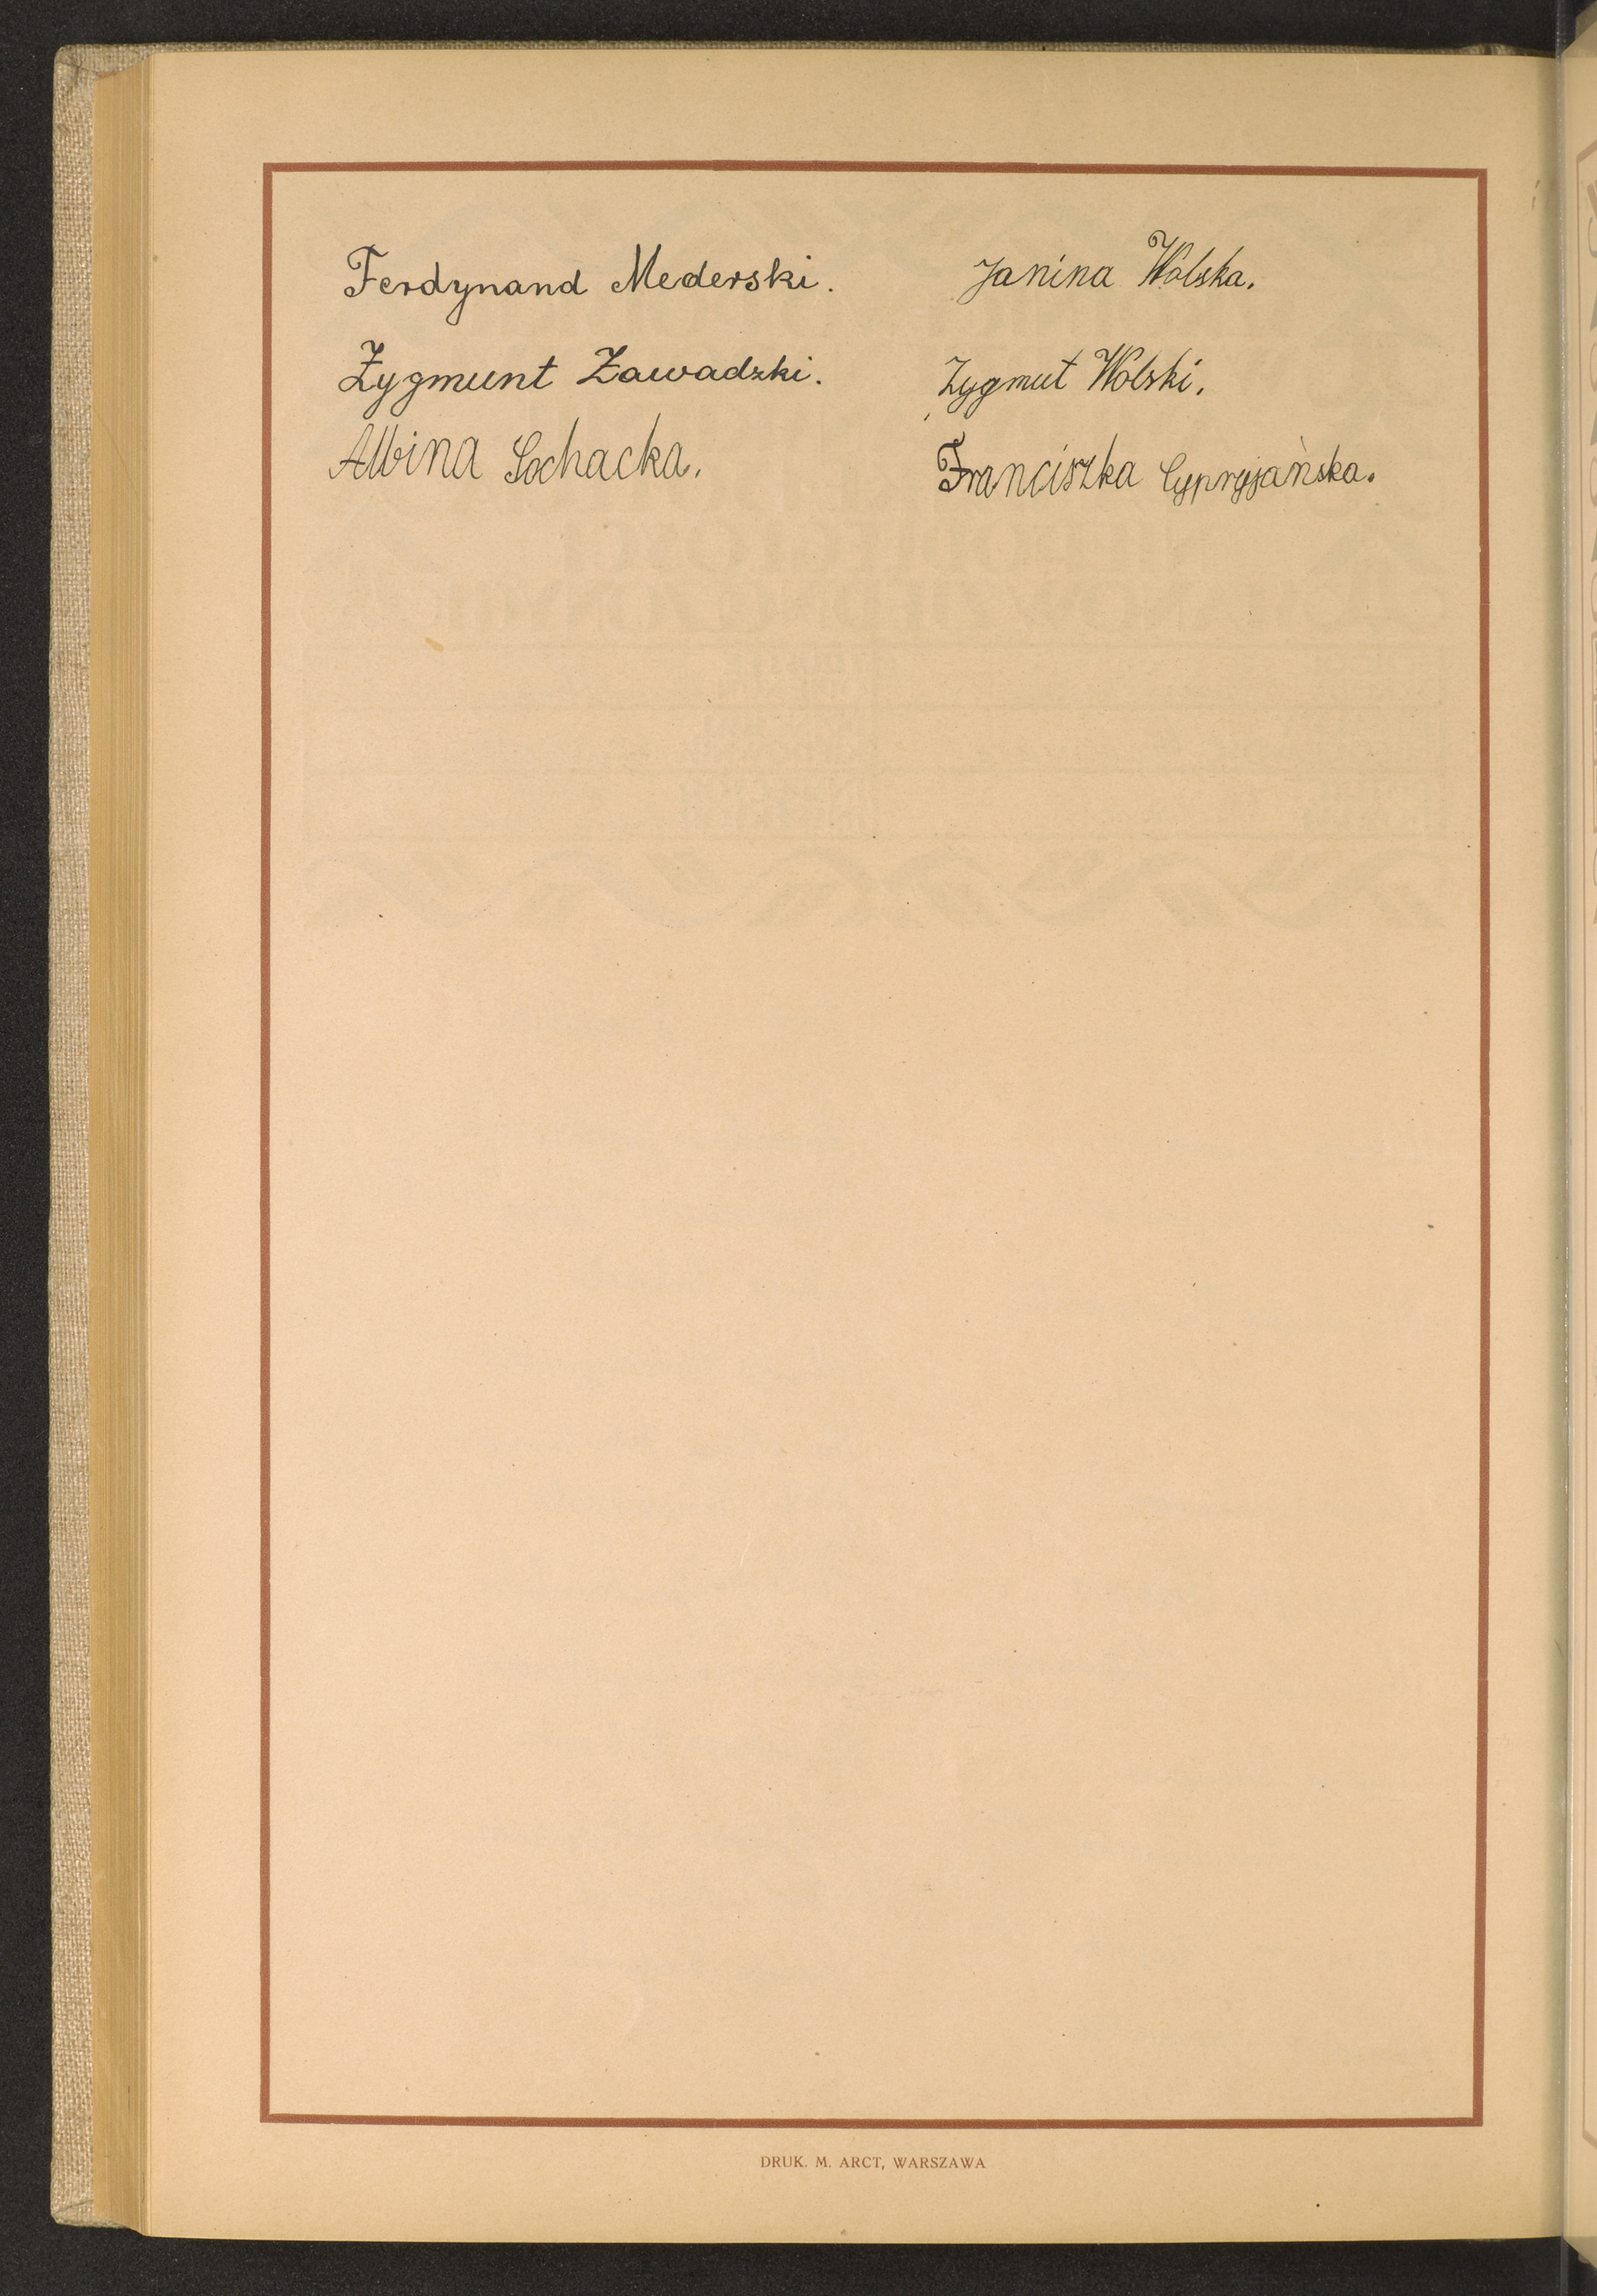 Ferdynand Mederski.
Zygmunt Zawadzki.
Albina Sochacka.
Janina Wolska.
Zygmut Wolski.
Franciszka Cypryjańska.
DRUK. M. ARCT, WARSZAWA